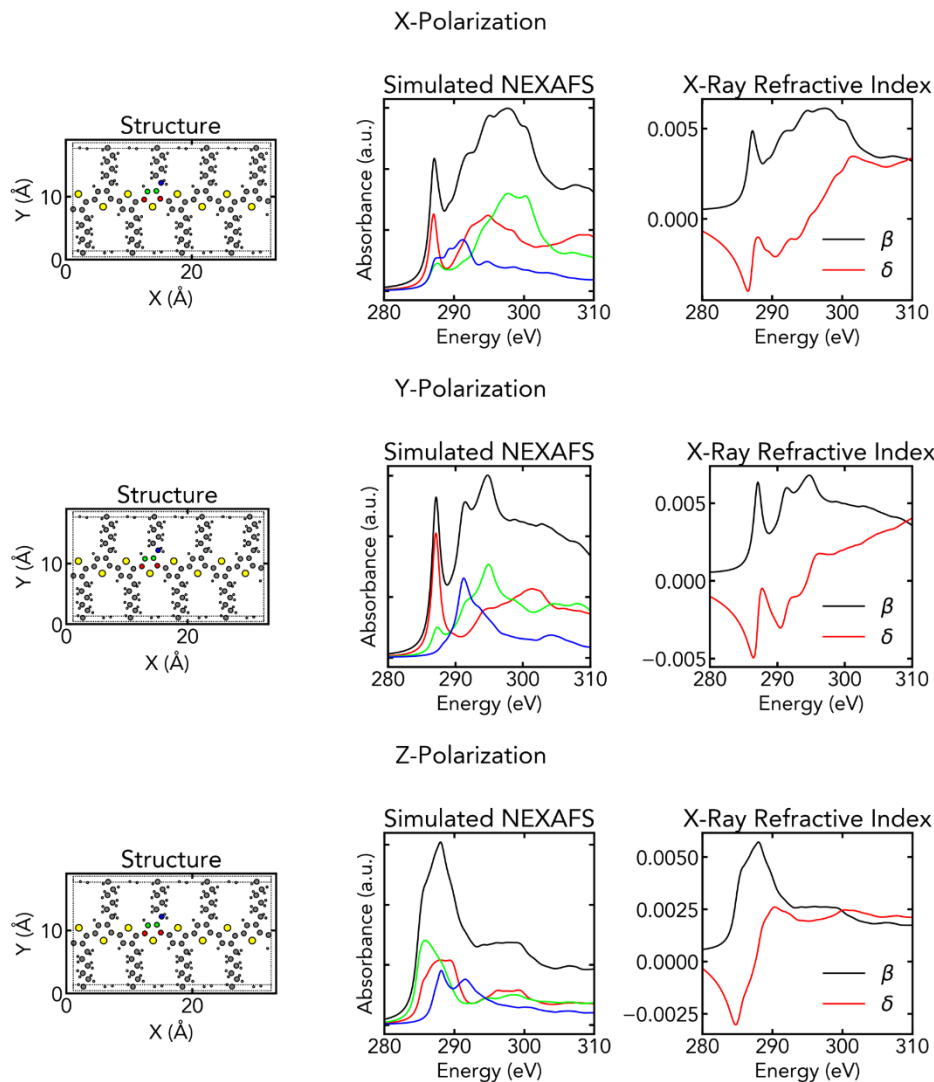 X-Polarization
Structure
Y (Å)
10
0
0
20
X (Å)
Simulated NEXAFS
Absorbance (a.u.)
280
290
300
310
Energy (eV)
X-Ray Refractive Index
0.005
0.000
β
δ
280
290
300
310
Energy (eV)
Y-Polarization
Structure
Y (Å)
10
0
0
20
X (Å)
Simulated NEXAFS
Absorbance (a.u.)
280
290
300
310
Energy (eV)
X-Ray Refractive Index
0.005
0.000
−0.005
β
δ
280
290
300
310
Energy (eV)
Z-Polarization
Structure
Y (Å)
10
0
0
20
X (Å)
Simulated NEXAFS
Absorbance (a.u.)
280
290
300
310
Energy (eV)
X-Ray Refractive Index
0.0050
0.0025
0.0000
−0.0025
β
δ
280
290
300
310
Energy (eV)